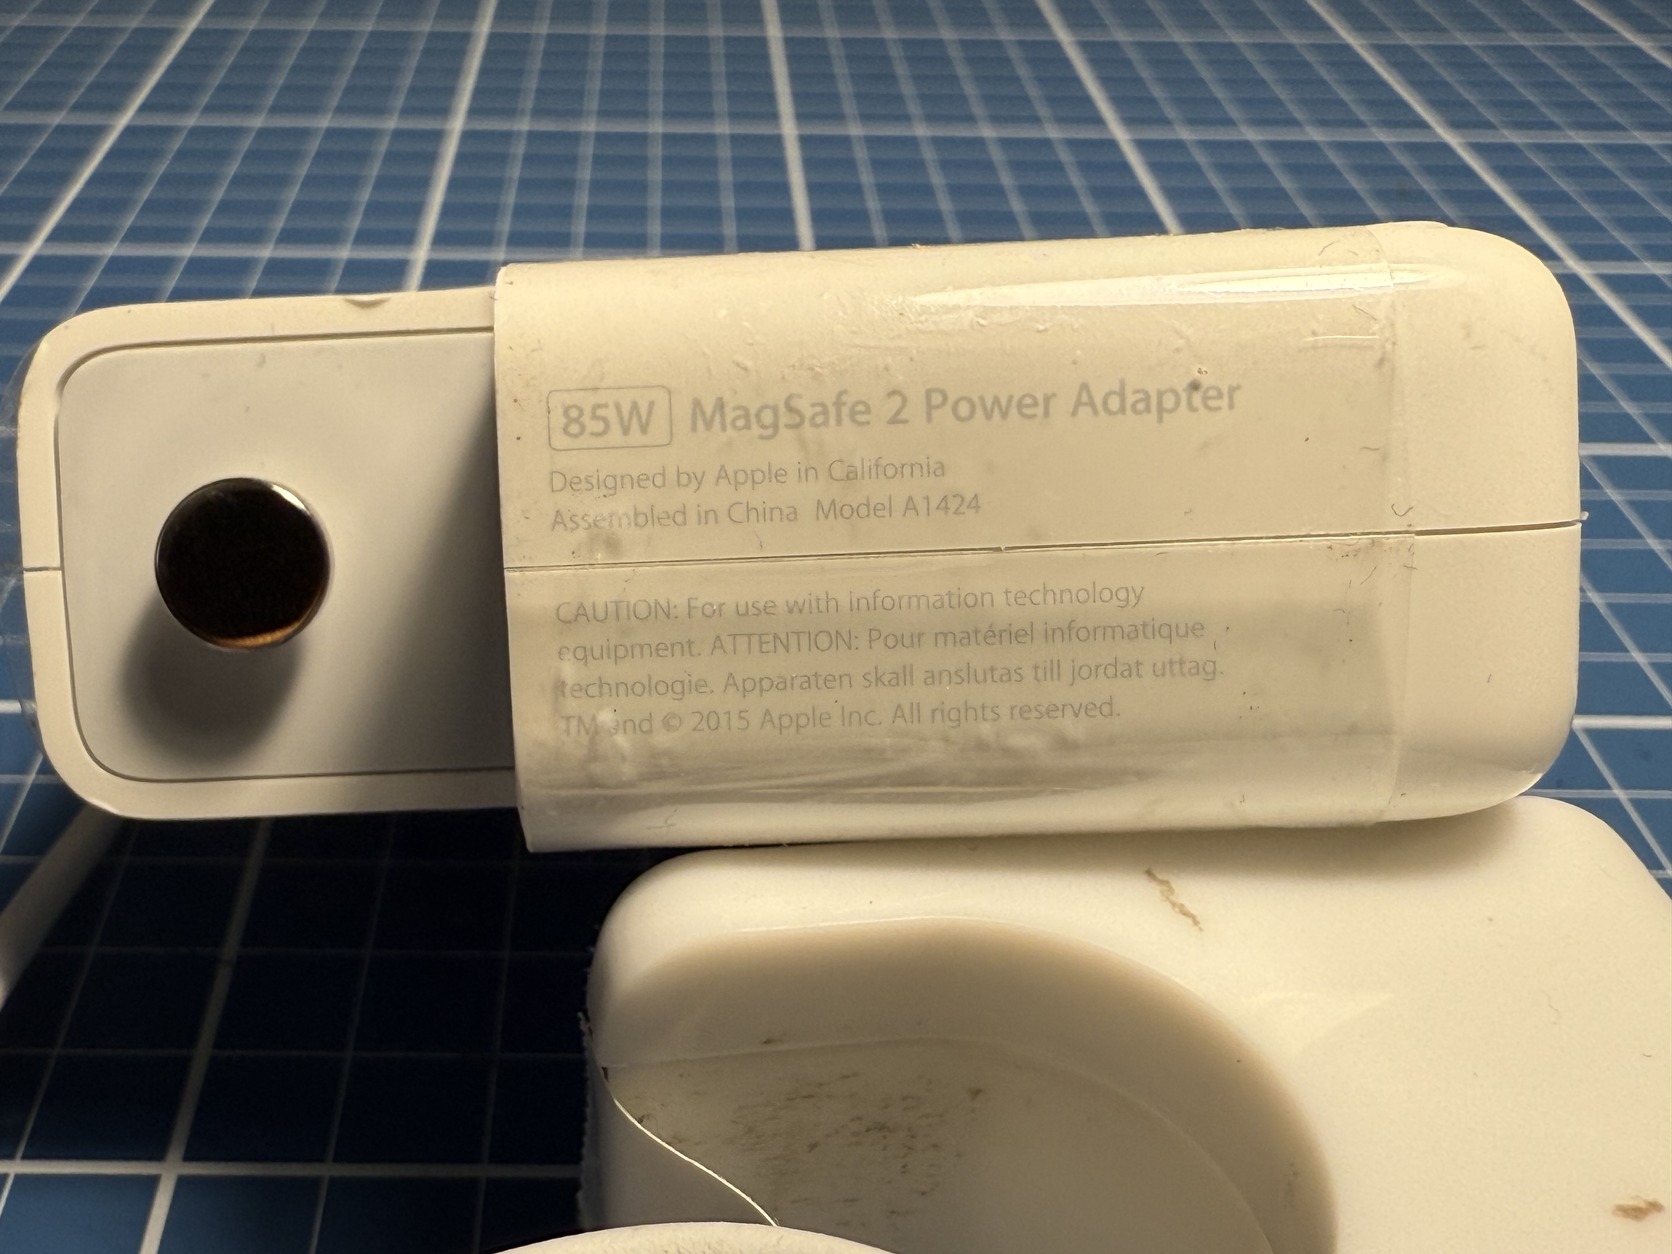 85W MagSafe 2 Power Adapter
Designed by Apple in California
Assembled in China Model A1424
CAUTION: For use with information technology
equipment. ATTENTION: Pour matériel informatique
technologie. Apparaten skall anslutas till jordat uttag.
TM and © 2015 Apple Inc. All rights reserved.